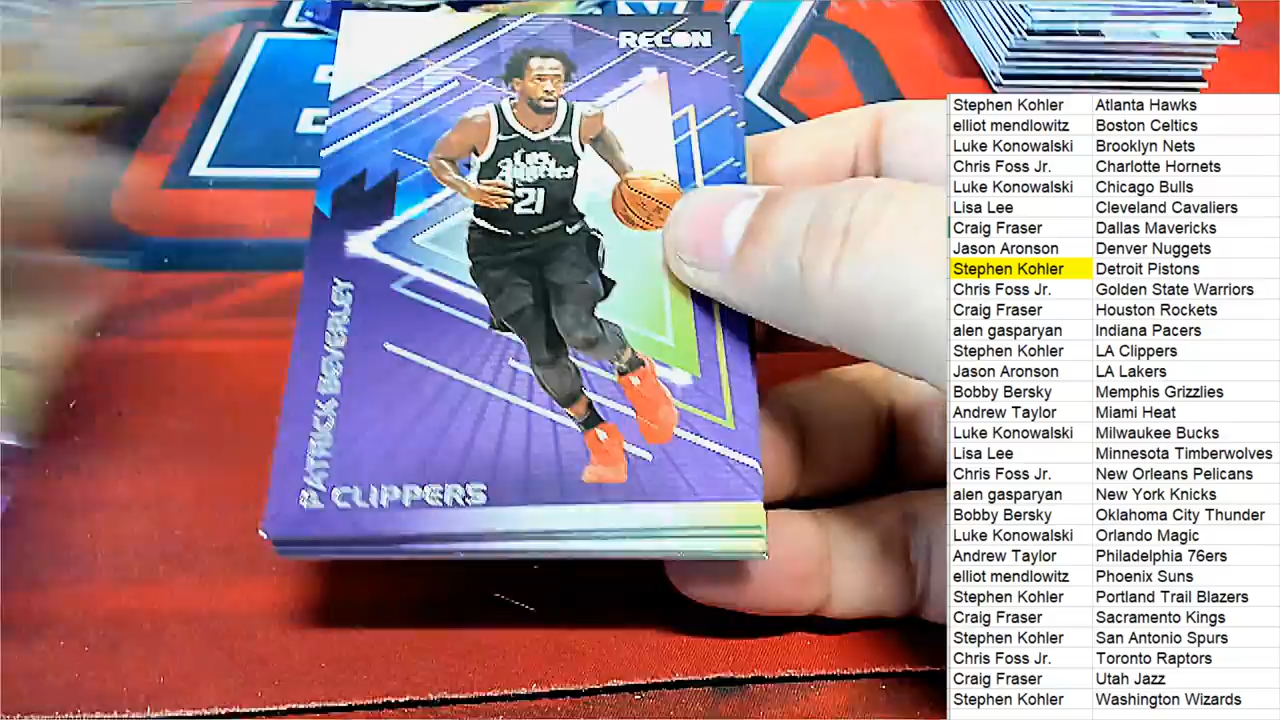 RECON
Los Angeles
21
PATRICK BEVERLEY
CLIPPERS
Stephen Kohler Atlanta Hawks
elliot mendlowitz Boston Celtics
Luke Konowalski Brooklyn Nets
Chris Foss Jr. Charlotte Hornets
Luke Konowalski Chicago Bulls
Lisa Lee Cleveland Cavaliers
Craig Fraser Dallas Mavericks
Jason Aronson Denver Nuggets
Stephen Kohler Detroit Pistons
Chris Foss Jr. Golden State Warriors
Craig Fraser Houston Rockets
alen gasparyan Indiana Pacers
Stephen Kohler LA Clippers
Jason Aronson LA Lakers
Bobby Bersky Memphis Grizzlies
Andrew Taylor Miami Heat
Luke Konowalski Milwaukee Bucks
Lisa Lee Minnesota Timberwolves
Chris Foss Jr. New Orleans Pelicans
alen gasparyan New York Knicks
Bobby Bersky Oklahoma City Thunder
Luke Konowalski Orlando Magic
Andrew Taylor Philadelphia 76ers
elliot mendlowitz Phoenix Suns
Stephen Kohler Portland Trail Blazers
Craig Fraser Sacramento Kings
Stephen Kohler San Antonio Spurs
Chris Foss Jr. Toronto Raptors
Craig Fraser Utah Jazz
Stephen Kohler Washington Wizards